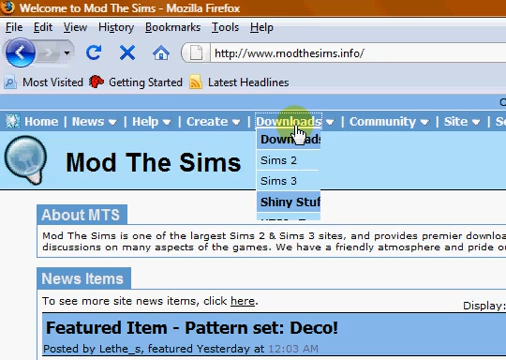 Welcome to Mod The Sims - Mozilla Firefox
File Edit View History Bookmarks Tools Help
http://www.modthesims.info/
Most Visited Getting Started Latest Headlines
Home | News | Help | Create | Downloads | Community | Site | S
Sims 2
Sims 3
Shiny Stuf
Mod The Sims
About MTS
Mod The Sims is one of the largest Sims 2 & Sims 3 sites, and provides premier downloa
discussions on many aspects of the games. We have a friendly atmosphere and pride o
News Items
To see more site news items, click here.
Display:
Featured Item - Pattern set: Deco!
Posted by Lethe_s, featured Yesterday at 12:03 AM